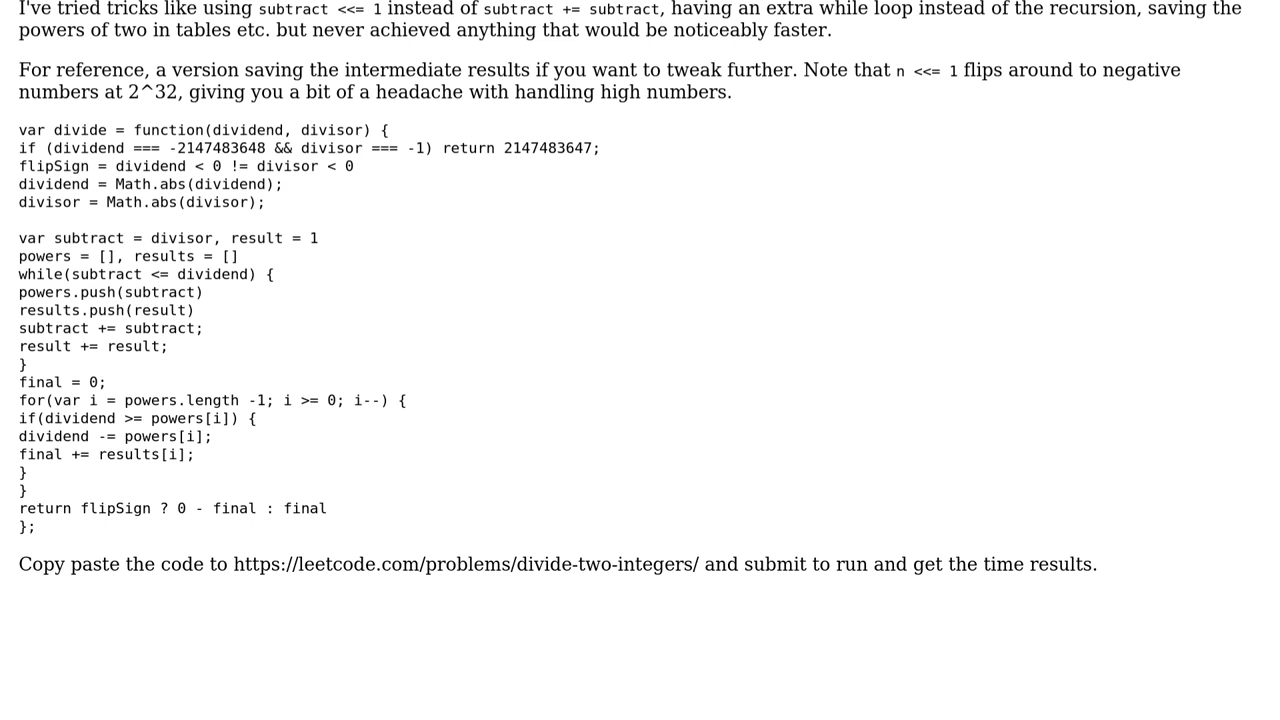 I've tried tricks like using subtract <<= 1 instead of subtract += subtract, having an extra while loop instead of the recursion, saving the
powers of two in tables etc. but never achieved anything that would be noticeably faster.
For reference, a version saving the intermediate results if you want to tweak further. Note that n <<= 1 flips around to negative
numbers at 2^32, giving you a bit of a headache with handling high numbers.
var divide = function(dividend, divisor) {
if (dividend === -2147483648 && divisor === -1) return 2147483647;
flipSign = dividend < 0 != divisor < 0
dividend = Math.abs(dividend);
divisor = Math.abs(divisor);
var subtract = divisor, result = 1
powers = [], results = []
while(subtract <= dividend) {
powers.push(subtract)
results.push(result)
subtract += subtract;
result += result;
}
final = 0;
for(var i = powers.length -1; i >= 0; i--) {
if(dividend >= powers[i]) {
dividend -= powers[i];
final += results[i];
}
}
return flipSign ? 0 - final : final
};
Copy paste the code to https://leetcode.com/problems/divide-two-integers/ and submit to run and get the time results.